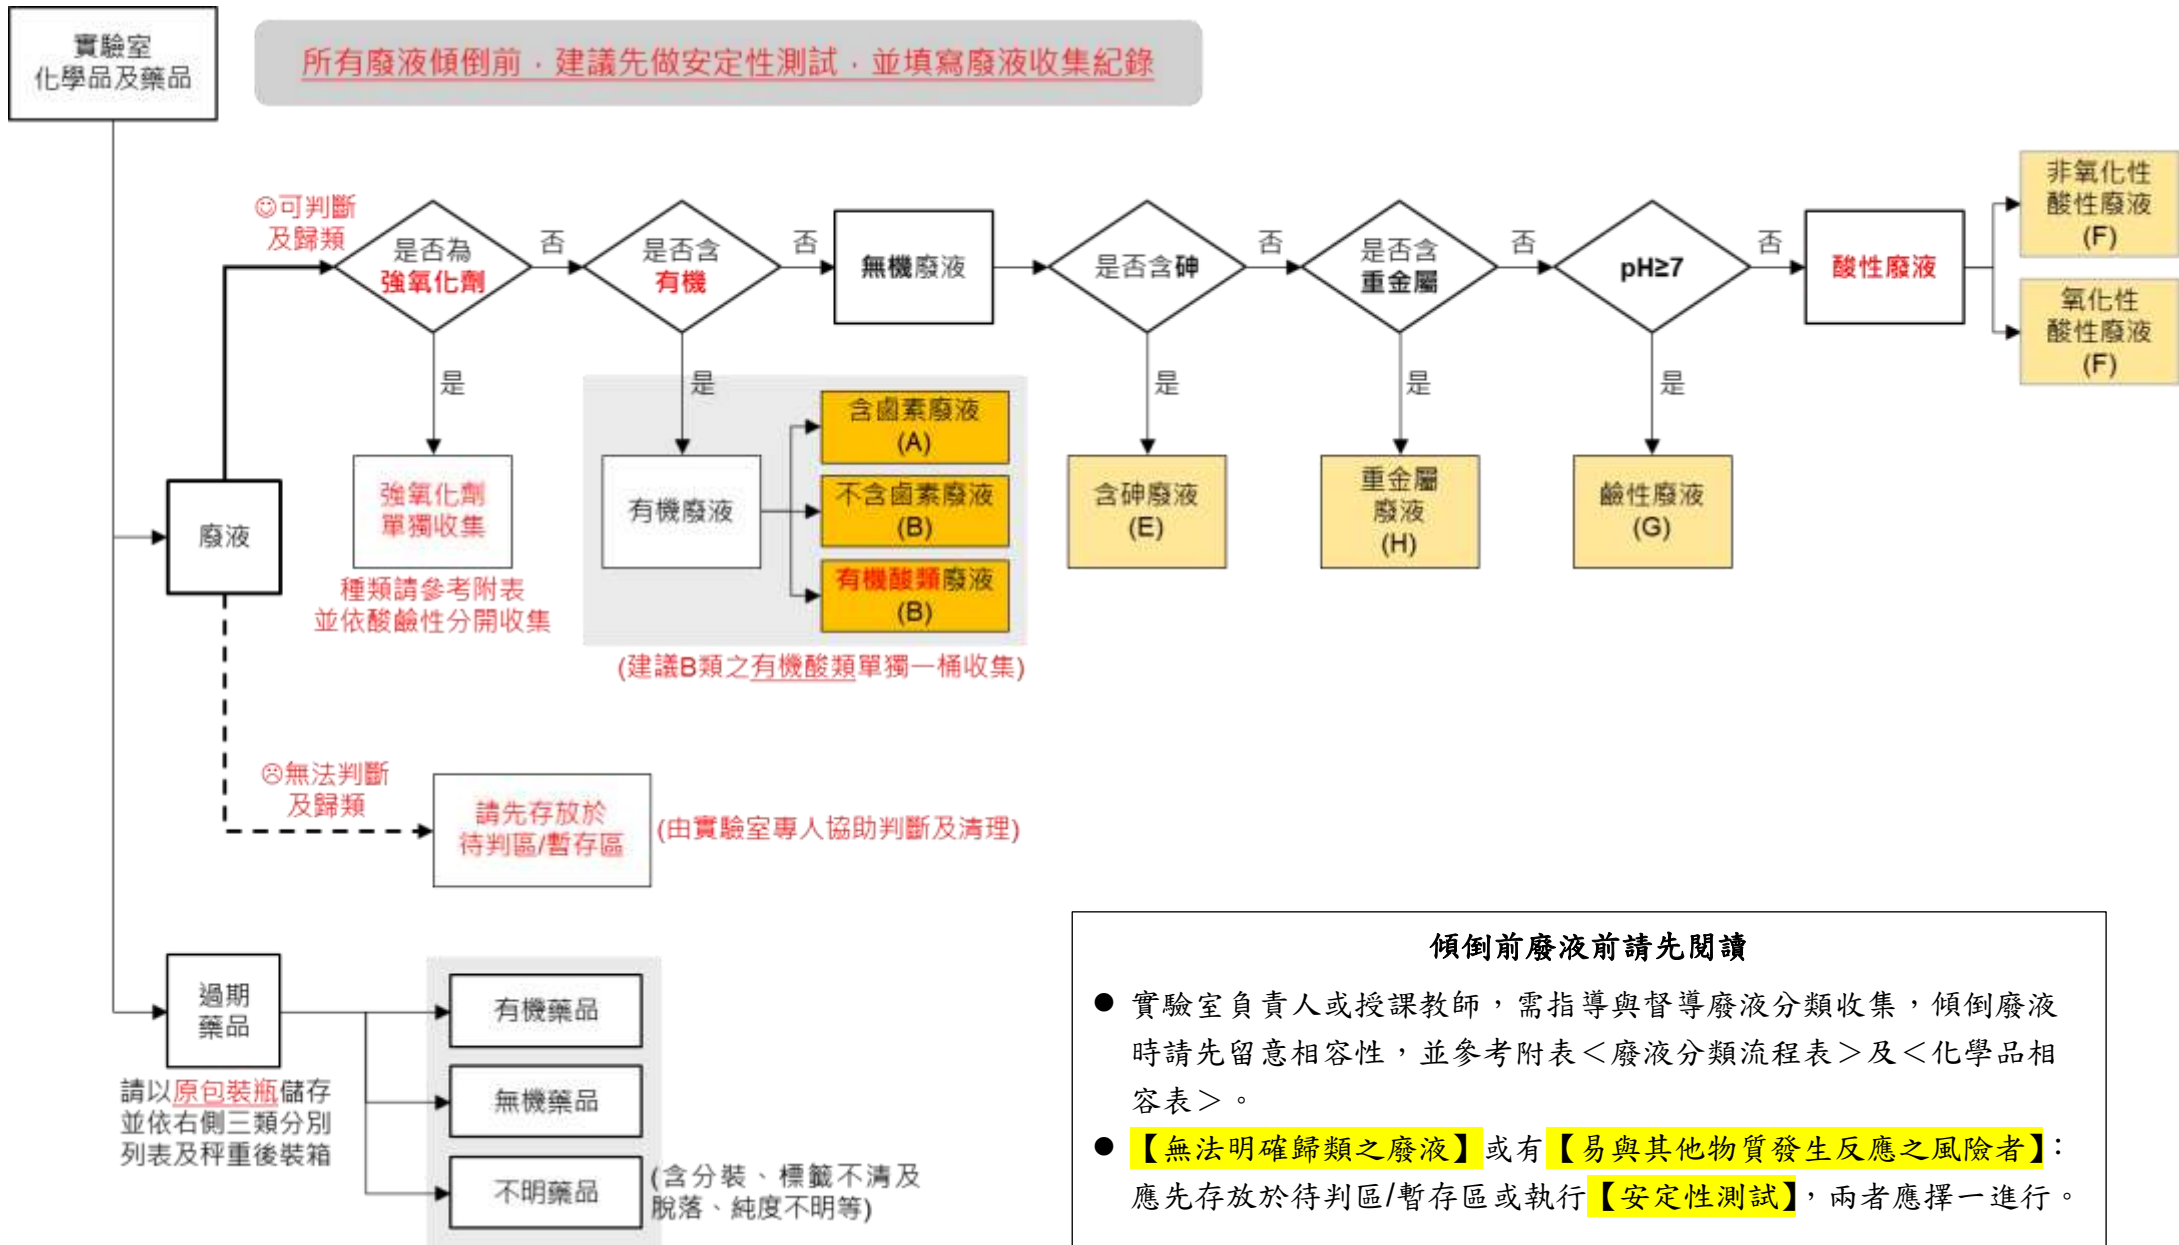 實驗室
化學品及藥品
所有廢液傾倒前，建議先做安定性測試，並填寫廢液收集紀錄
☺可判斷
及歸類
是否為
強氧化劑
否
是否含
有機
否
無機廢液
是否含砷
否
是否含
重金屬
否
pH≥7
否
酸性廢液
非氧化性
酸性廢液
(F)
氧化性
酸性廢液
(F)
是
是
是
是
是
強氧化劑
單獨收集
種類請參考附表
並依酸鹼性分開收集
有機廢液
含鹵素廢液
(A)
不含鹵素廢液
(B)
有機酸類廢液
(B)
(建議B類之有機酸類單獨一桶收集)
含砷廢液
(E)
重金屬
廢液
(H)
鹼性廢液
(G)
廢液
☹無法判斷
及歸類
請先存放於
待判區/暫存區
(由實驗室專人協助判斷及清理)
過期
藥品
請以原包裝瓶儲存
並依右側三類分別
列表及秤重後裝箱
有機藥品
無機藥品
不明藥品
(含分裝、標籤不清及
脫落、純度不明等)
傾倒前廢液前請先閱讀
● 實驗室負責人或授課教師，需指導與督導廢液分類收集，傾倒廢液
時請先留意相容性，並參考附表＜廢液分類流程表＞及＜化學品相
容表＞。
● 【無法明確歸類之廢液】或有【易與其他物質發生反應之風險者】：
應先存放於待判區/暫存區或執行【安定性測試】，兩者應擇一進行。